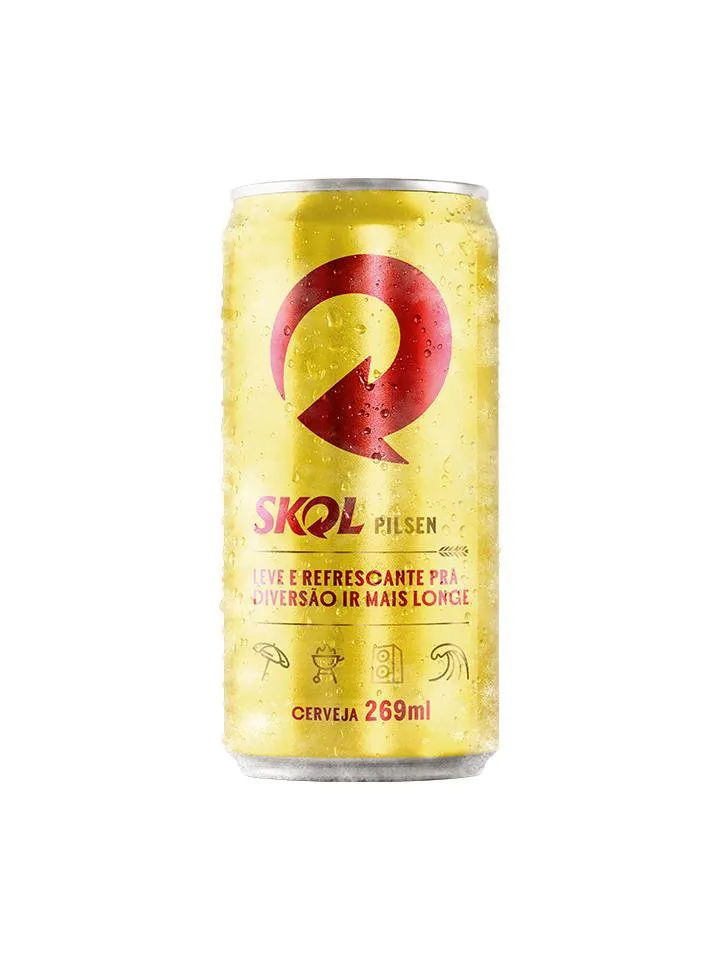 SKOL PILSEN
LEVE E REFRESCANTE PRA
DIVERSÃO IR MAIS LONGE
CERVEJA 269ml